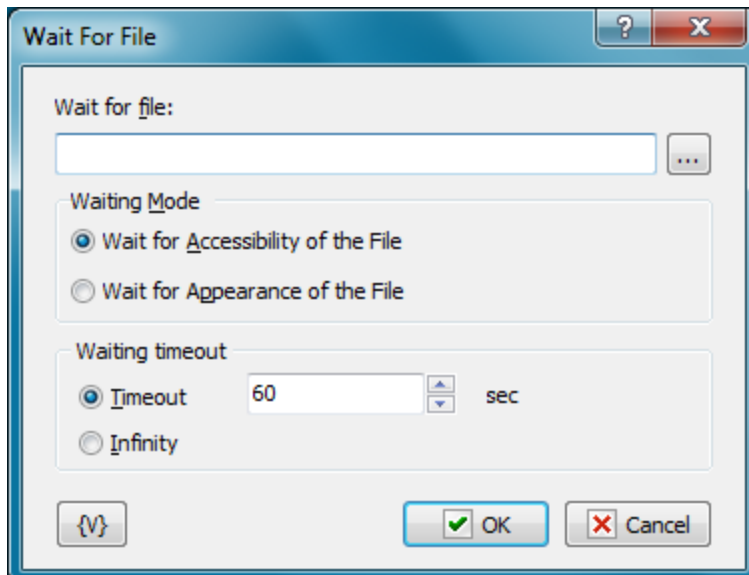 Wait For File
?
X
Wait for file:
...
Waiting Mode
Wait for Accessibility of the File
Wait for Appearance of the File
Waiting timeout
Timeout 60 sec
Infinity
{V} OK Cancel